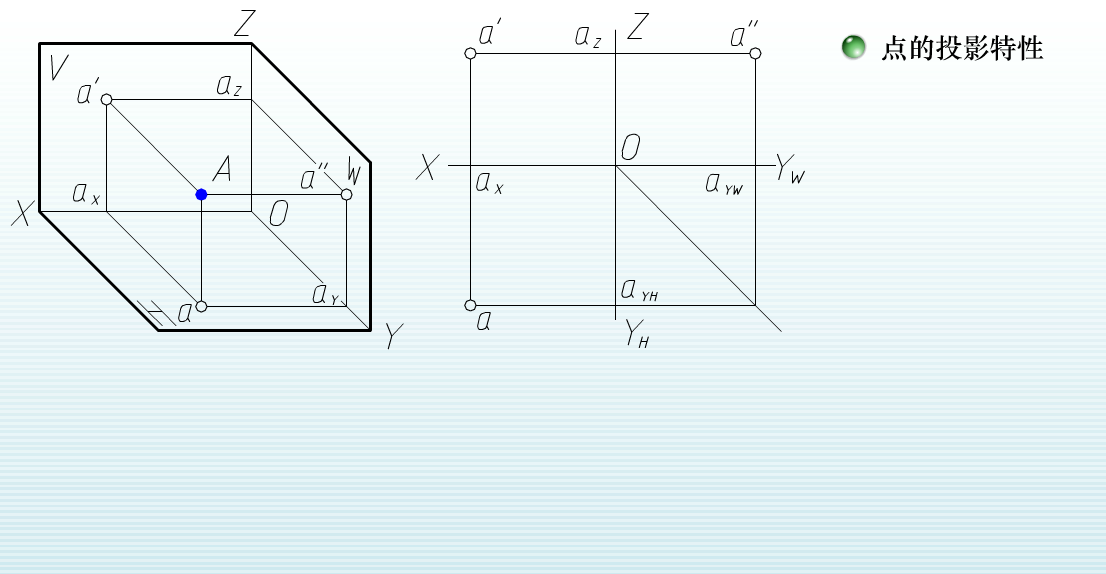 点的投影特性
Z
V
a'
a_Z
A
a''
W
a_X
X
O
H
a
a_Y
Y
a'
a_Z
Z
a''
O
X
a_X
a_YW
Y_W
a_YH
a
Y_H